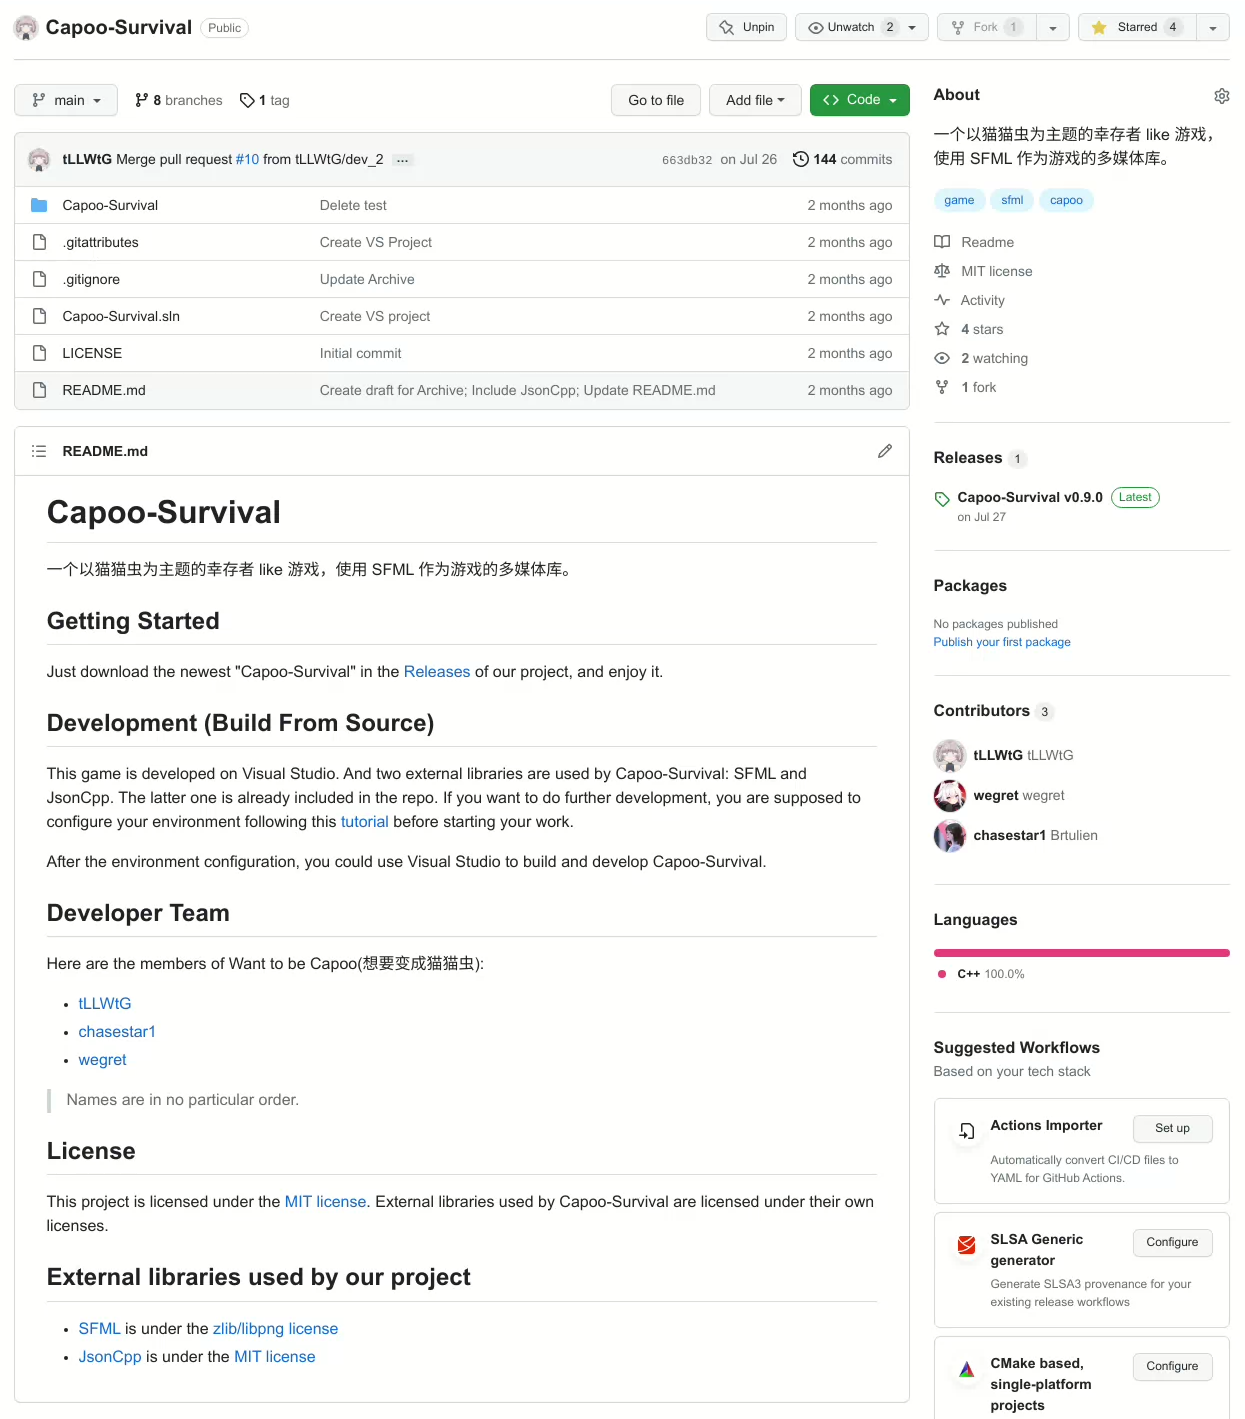 Capoo-Survival Public
Unpin
Unwatch 2
Fork 1
Starred 4
main
8 branches
1 tag
Go to file
Add file
Code
tLLWtG Merge pull request #10 from tLLWtG/dev_2 ...
663db32 on Jul 26
144 commits
Capoo-Survival Delete test 2 months ago
.gitattributes Create VS Project 2 months ago
.gitignore Update Archive 2 months ago
Capoo-Survival.sln Create VS project 2 months ago
LICENSE Initial commit 2 months ago
README.md Create draft for Archive; Include JsonCpp; Update README.md 2 months ago
README.md
Capoo-Survival
一个以猫猫虫为主题的幸存者 like 游戏，使用 SFML 作为游戏的多媒体库。
Getting Started
Just download the newest "Capoo-Survival" in the Releases of our project, and enjoy it.
Development (Build From Source)
This game is developed on Visual Studio. And two external libraries are used by Capoo-Survival: SFML and
JsonCpp. The latter one is already included in the repo. If you want to do further development, you are supposed to
configure your environment following this tutorial before starting your work.
After the environment configuration, you could use Visual Studio to build and develop Capoo-Survival.
Developer Team
Here are the members of Want to be Capoo(想要变成猫猫虫):
• tLLWtG
• chasestar1
• wegret
Names are in no particular order.
License
This project is licensed under the MIT license. External libraries used by Capoo-Survival are licensed under their own
licenses.
External libraries used by our project
• SFML is under the zlib/libpng license
• JsonCpp is under the MIT license
About
一个以猫猫虫为主题的幸存者 like 游戏，
使用 SFML 作为游戏的多媒体库。
game sfml capoo
Readme
MIT license
Activity
4 stars
2 watching
1 fork
Releases 1
Capoo-Survival v0.9.0 Latest
on Jul 27
Packages
No packages published
Publish your first package
Contributors 3
tLLWtG tLLWtG
wegret wegret
chasestar1 Brtulien
Languages
C++ 100.0%
Suggested Workflows
Based on your tech stack
Actions Importer
Set up
Automatically convert CI/CD files to
YAML for GitHub Actions.
SLSA Generic
generator
Configure
Generate SLSA3 provenance for your
existing release workflows
CMake based,
single-platform
projects
Configure